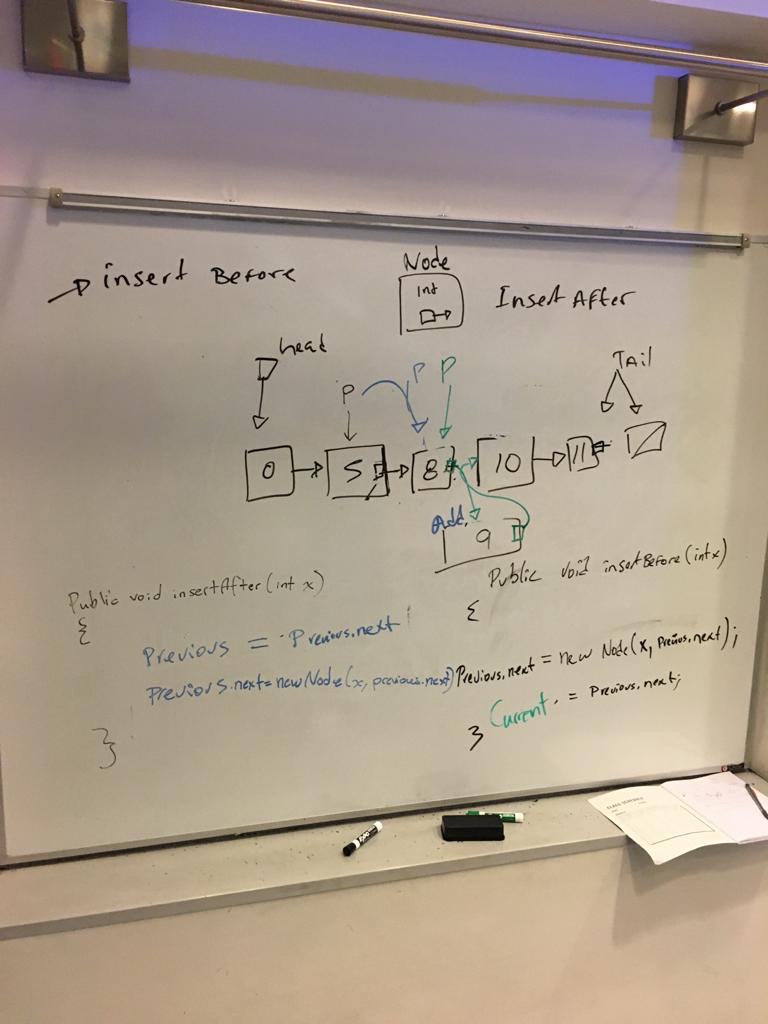 insert Before
Node
Int
Insert After
head
Tail
P
P
P
0
5
8
10
11
Add
9
Public void insertAfter(int x)
{
Previous = Previous.next
Previous.next=new Node(x, previous.next)
}
Public void insertBefore(int x)
{
Previous.next = new Node(x, Previous.next);
Current = Previous.next;
}